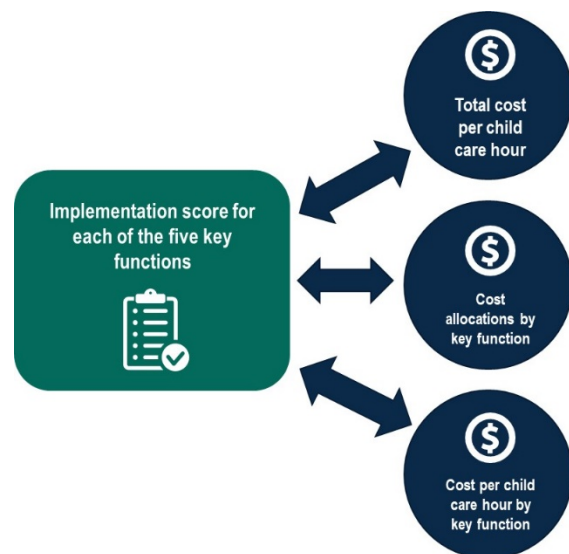 Implementation score for
each of the five key
functions
$
Total cost
per child
care hour
$
Cost
allocations by
key function
$
Cost per child
care hour by
key function